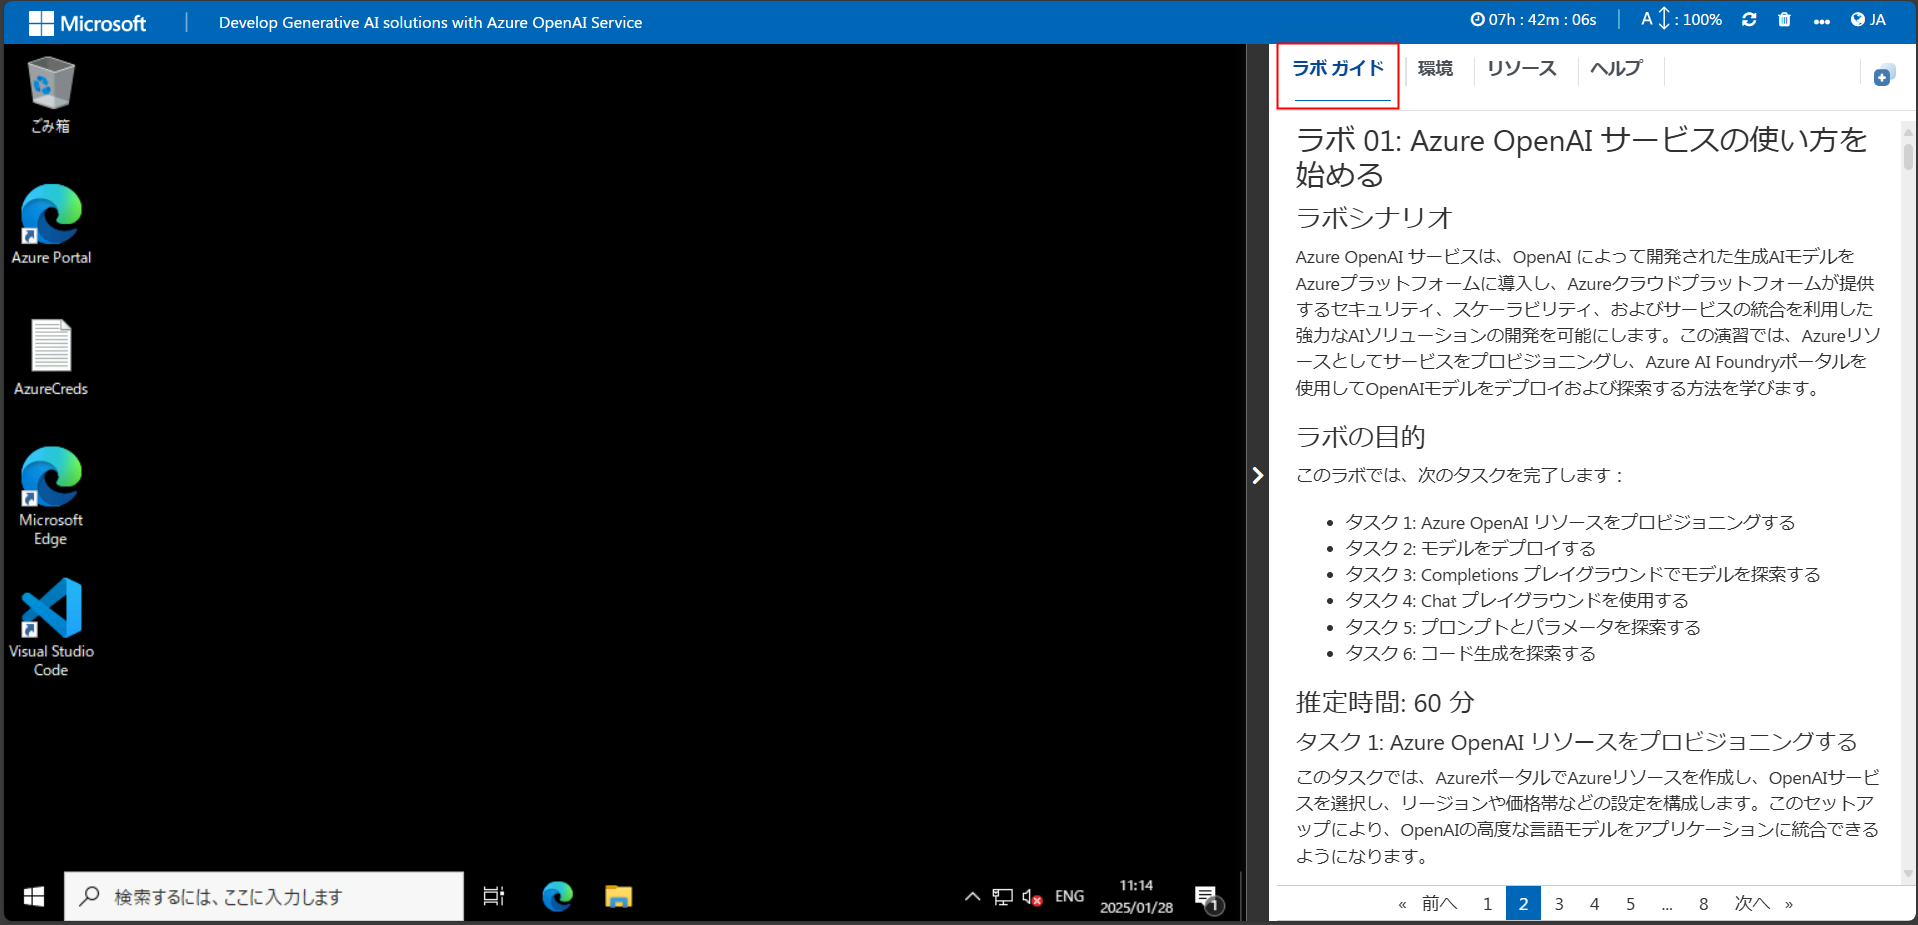 Microsoft
Develop Generative AI solutions with Azure OpenAI Service
07h : 42m : 06s
A : 100%
JA
ごみ箱
Azure Portal
AzureCreds
Microsoft
Edge
Visual Studio
Code
検索するには、ここに入力します
ENG
11:14
2025/01/28
1
ラボ ガイド
環境
リソース
ヘルプ
ラボ 01: Azure OpenAI サービスの使い方を
始める
ラボシナリオ
Azure OpenAI サービスは、OpenAI によって開発された生成AIモデルを
Azureプラットフォームに導入し、Azureクラウドプラットフォームが提供
するセキュリティ、スケーラビリティ、およびサービスの統合を利用した
強力なAIソリューションの開発を可能にします。この演習では、Azureリソ
ースとしてサービスをプロビジョニングし、Azure AI Foundryポータルを
使用してOpenAIモデルをデプロイおよび探索する方法を学びます。
ラボの目的
このラボでは、次のタスクを完了します：
• タスク 1: Azure OpenAI リソースをプロビジョニングする
• タスク 2: モデルをデプロイする
• タスク 3: Completions プレイグラウンドでモデルを探索する
• タスク 4: Chat プレイグラウンドを使用する
• タスク 5: プロンプトとパラメータを探索する
• タスク 6: コード生成を探索する
推定時間: 60 分
タスク 1: Azure OpenAI リソースをプロビジョニングする
このタスクでは、AzureポータルでAzureリソースを作成し、OpenAIサービ
スを選択し、リージョンや価格帯などの設定を構成します。このセットア
ップにより、OpenAIの高度な言語モデルをアプリケーションに統合できる
ようになります。
« 前へ 1 2 3 4 5 ... 8 次へ »